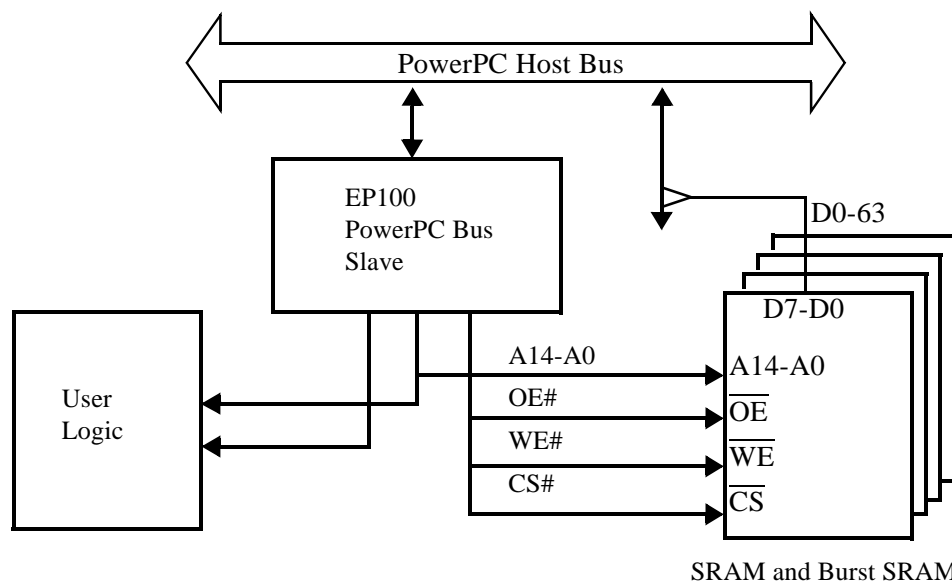 PowerPC Host Bus
EP100
PowerPC Bus
Slave
D0-63
D7-D0
User
Logic
A14-A0
OE#
WE#
CS#
A14-A0
OE
WE
CS
SRAM and Burst SRAM